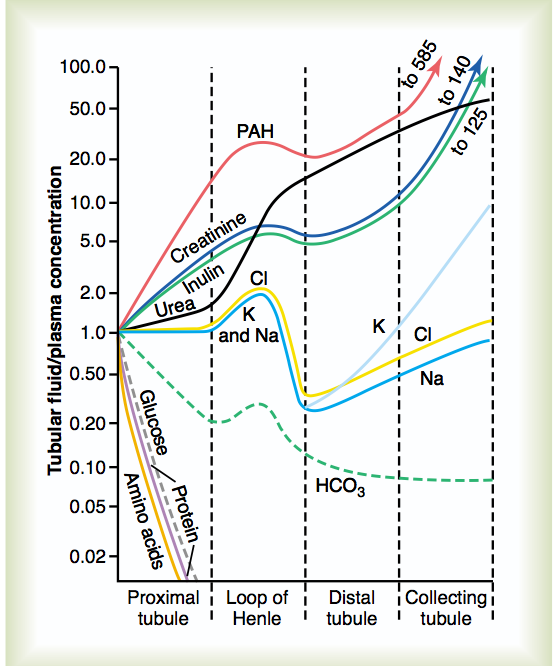 Tubular fluid/plasma concentration
100.0
50.0
20.0
10.0
5.0
2.0
1.0
0.50
0.20
0.10
0.05
0.02
to 585
to 140
to 125
PAH
Creatinine
Inulin
Urea
Cl
K
and Na
K
Cl
Na
HCO3
Glucose
Protein
Amino acids
Proximal
tubule
Loop of
Henle
Distal
tubule
Collecting
tubule